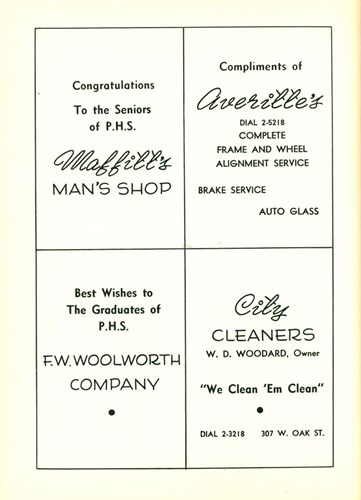 Congratulations
To the Seniors
of P.H.S.
Maffitt's
MAN'S SHOP
Compliments of
Averitte's
DIAL 2-5218
COMPLETE
FRAME AND WHEEL
ALIGNMENT SERVICE
BRAKE SERVICE
AUTO GLASS
Best Wishes to
The Graduates of
P.H.S.
F.W. WOOLWORTH
COMPANY
City
CLEANERS
W. D. WOODARD, Owner
"We Clean 'Em Clean"
DIAL 2-3218 307 W. OAK ST.